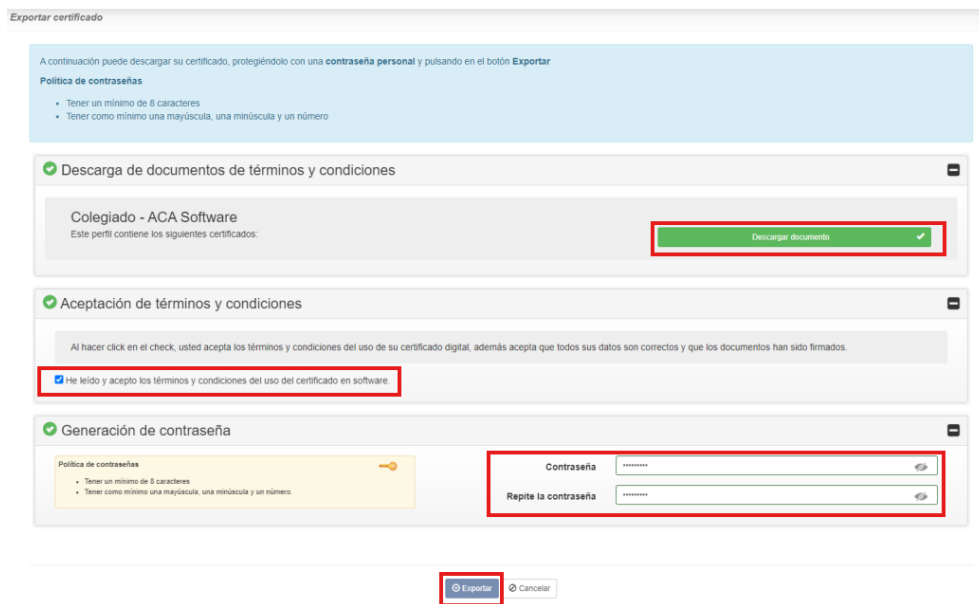 Exportar certificado
A continuación puede descargar su certificado, protegiéndolo con una contraseña personal y pulsando en el botón Exportar
Política de contraseñas
• Tener un mínimo de 8 caracteres
• Tener como mínimo una mayúscula, una minúscula y un número
Descarga de documentos de términos y condiciones
Colegiado - ACA Software
Este perfil contiene los siguientes certificados:
Descargar documento
Aceptación de términos y condiciones
Al hacer click en el check, usted acepta los términos y condiciones del uso de su certificado digital, además acepta que todos sus datos son correctos y que los documentos han sido firmados.
He leído y acepto los términos y condiciones del uso del certificado en software.
Generación de contraseña
Política de contraseñas
• Tener un mínimo de 8 caracteres
• Tener como mínimo una mayúscula, una minúscula y un número.
Contraseña
Repite la contraseña
Exportar
Cancelar